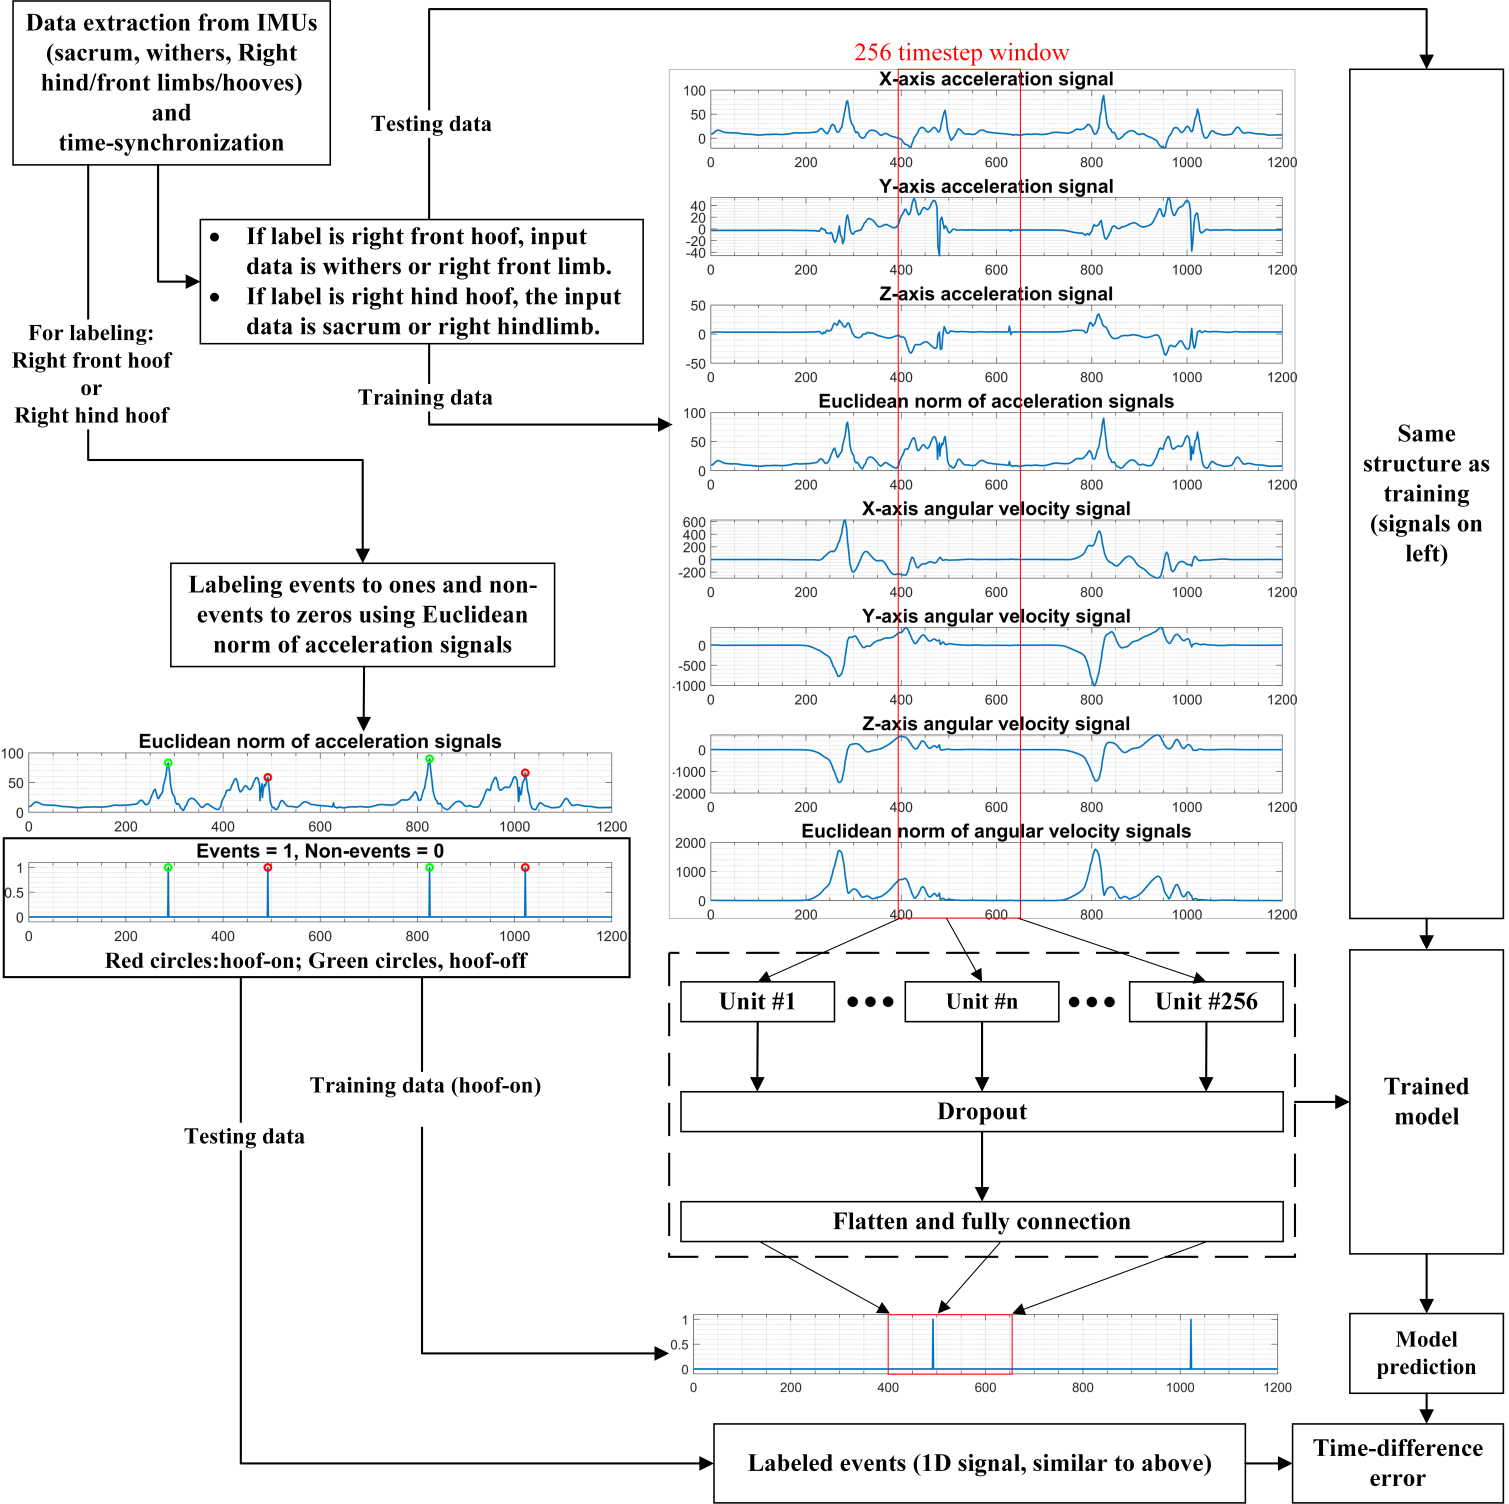 Data extraction from IMUs
(sacrum, withers, Right
hind/front limbs/hooves)
and
time-synchronization
Testing data
• If label is right front hoof, input
data is withers or right front limb.
• If label is right hind hoof, the input
data is sacrum or right hindlimb.
For labeling:
Right front hoof
or
Right hind hoof
Training data
Labeling events to ones and non-
events to zeros using Euclidean
norm of acceleration signals
Euclidean norm of acceleration signals
100
50
0
0 200 400 600 800 1000 1200
Events = 1, Non-events = 0
1
0.5
0
0 200 400 600 800 1000 1200
Red circles:hoof-on; Green circles, hoof-off
Training data (hoof-on)
Testing data
256 timestep window
X-axis acceleration signal
100
50
0
0 200 400 600 800 1000 1200
Y-axis acceleration signal
40
20
0
-20
-40
0 200 400 600 800 1000 1200
Z-axis acceleration signal
50
0
-50
0 200 400 600 800 1000 1200
Euclidean norm of acceleration signals
100
50
0
0 200 400 600 800 1000 1200
X-axis angular velocity signal
600
400
200
0
-200
0 200 400 600 800 1000 1200
Y-axis angular velocity signal
0
-500
-1000
0 200 400 600 800 1000 1200
Z-axis angular velocity signal
0
-1000
-2000
0 200 400 600 800 1000 1200
Euclidean norm of angular velocity signals
2000
1000
0
0 200 400 600 800 1000 1200
Unit #1
Unit #n
Unit #256
Dropout
Flatten and fully connection
1
0.5
0
0 200 400 600 800 1000 1200
Labeled events (1D signal, similar to above)
Same
structure as
training
(signals on
left)
Trained
model
Model
prediction
Time-difference
error